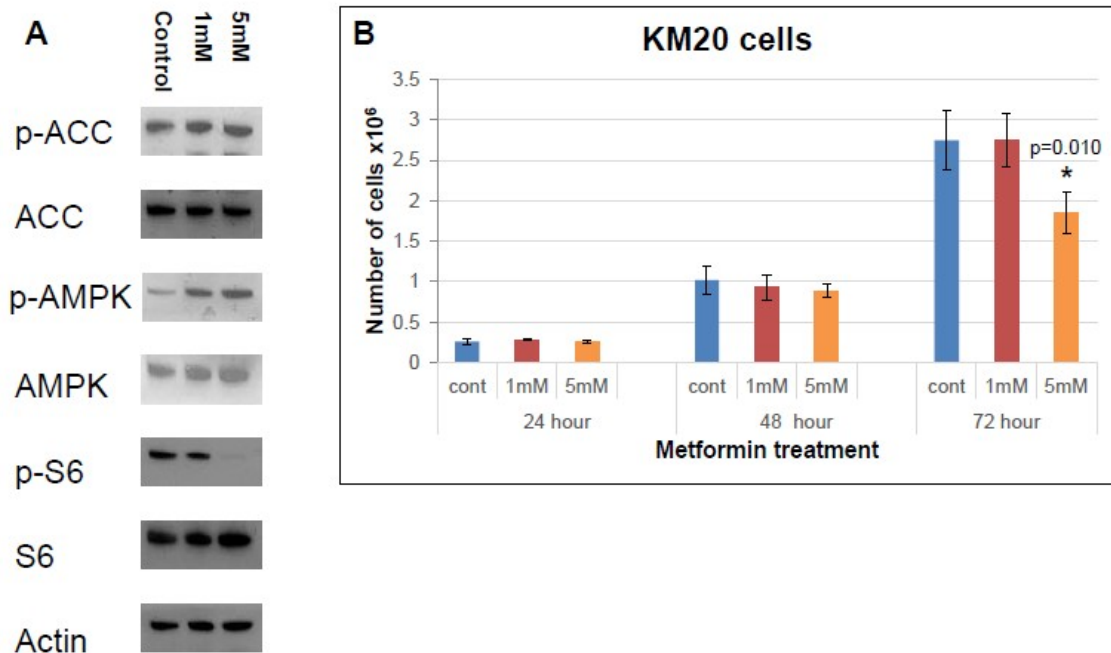 A
Control
1mM
5mM
p-ACC
ACC
p-AMPK
AMPK
p-S6
S6
Actin
B
KM20 cells
Number of cells x10⁶
3.5
3
2.5
2
1.5
1
0.5
0
p=0.010
*
cont 1mM 5mM cont 1mM 5mM cont 1mM 5mM
24 hour 48 hour 72 hour
Metformin treatment